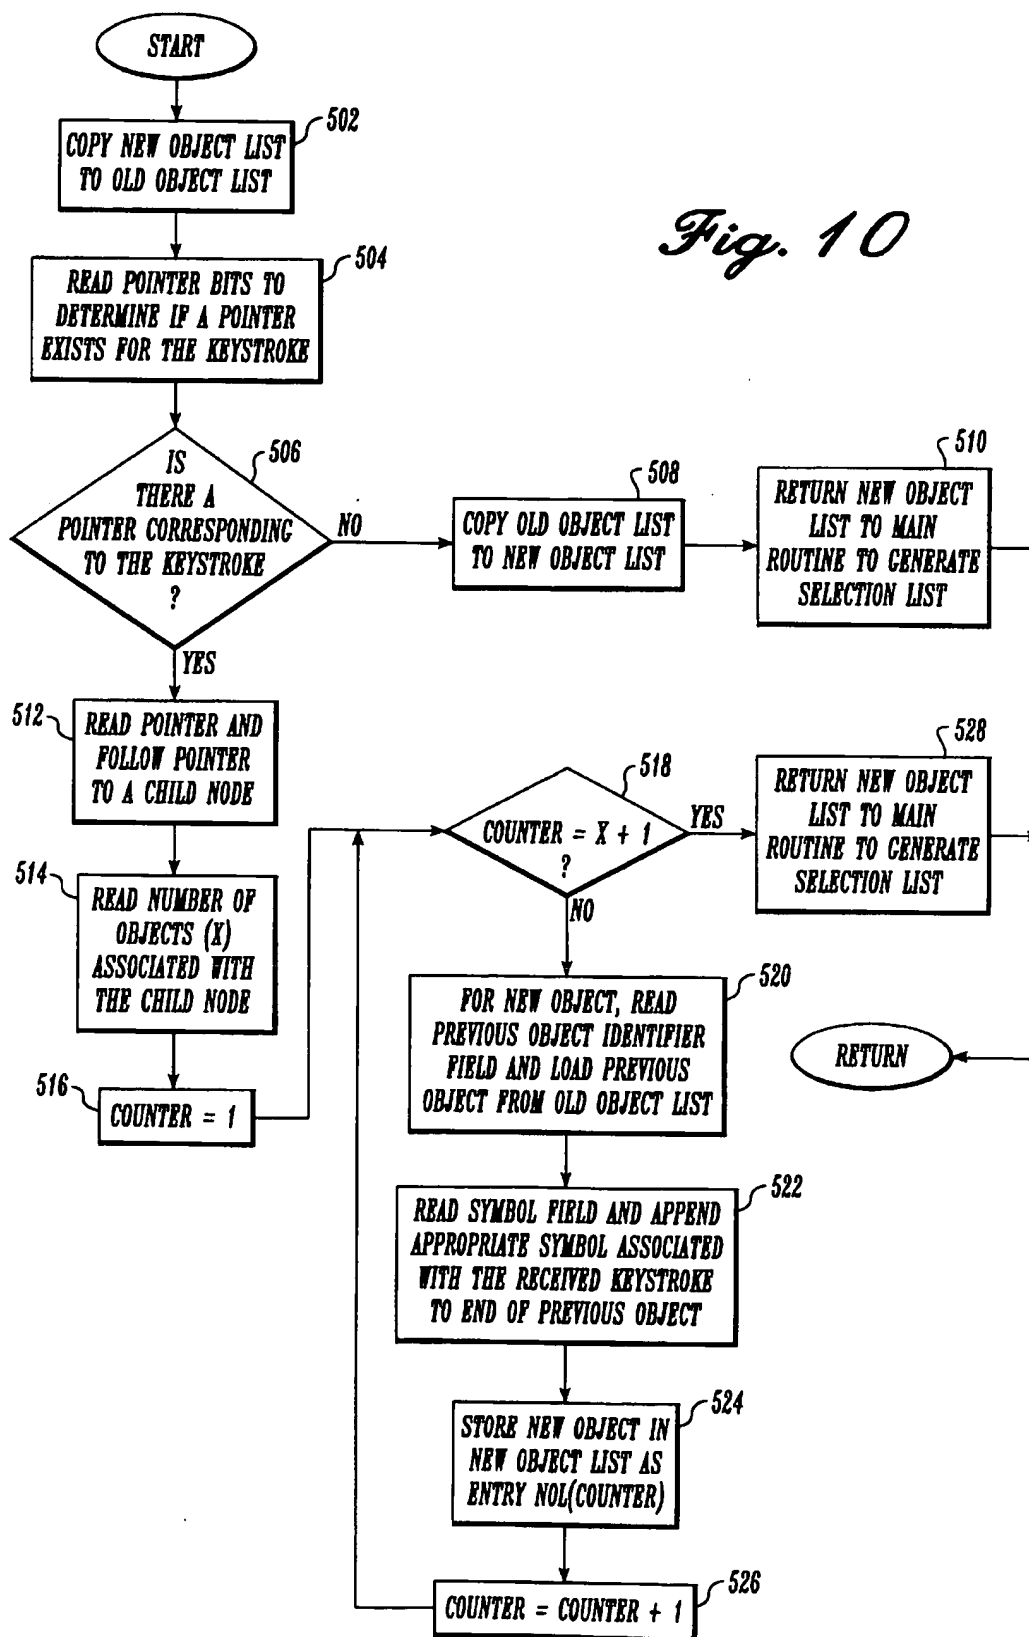 START
502
COPY NEW OBJECT LIST
TO OLD OBJECT LIST
Fig. 10
504
READ POINTER BITS TO
DETERMINE IF A POINTER
EXISTS FOR THE KEYSTROKE
506
IS
THERE A
POINTER CORRESPONDING
TO THE KEYSTROKE
?
NO
508
COPY OLD OBJECT LIST
TO NEW OBJECT LIST
510
RETURN NEW OBJECT
LIST TO MAIN
ROUTINE TO GENERATE
SELECTION LIST
YES
512
READ POINTER AND
FOLLOW POINTER
TO A CHILD NODE
514
READ NUMBER OF
OBJECTS (X)
ASSOCIATED WITH
THE CHILD NODE
516
COUNTER = 1
518
COUNTER = X + 1
?
YES
528
RETURN NEW OBJECT
LIST TO MAIN
ROUTINE TO GENERATE
SELECTION LIST
NO
520
FOR NEW OBJECT, READ
PREVIOUS OBJECT IDENTIFIER
FIELD AND LOAD PREVIOUS
OBJECT FROM OLD OBJECT LIST
RETURN
522
READ SYMBOL FIELD AND APPEND
APPROPRIATE SYMBOL ASSOCIATED
WITH THE RECEIVED KEYSTROKE
TO END OF PREVIOUS OBJECT
524
STORE NEW OBJECT IN
NEW OBJECT LIST AS
ENTRY NOL(COUNTER)
526
COUNTER = COUNTER + 1